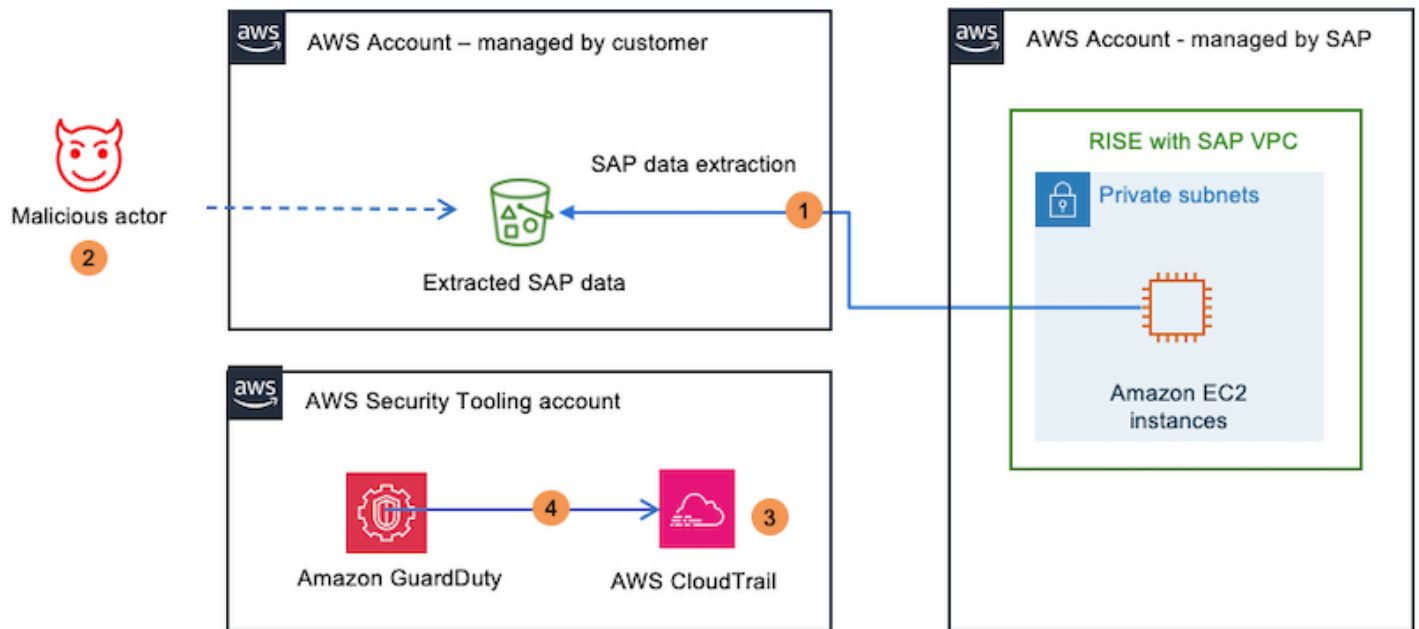 aws
AWS Account – managed by customer
aws
AWS Account - managed by SAP
RISE with SAP VPC
SAP data extraction
Private subnets
1
Malicious actor
2
Extracted SAP data
Amazon EC2
instances
aws
AWS Security Tooling account
4
3
Amazon GuardDuty
AWS CloudTrail